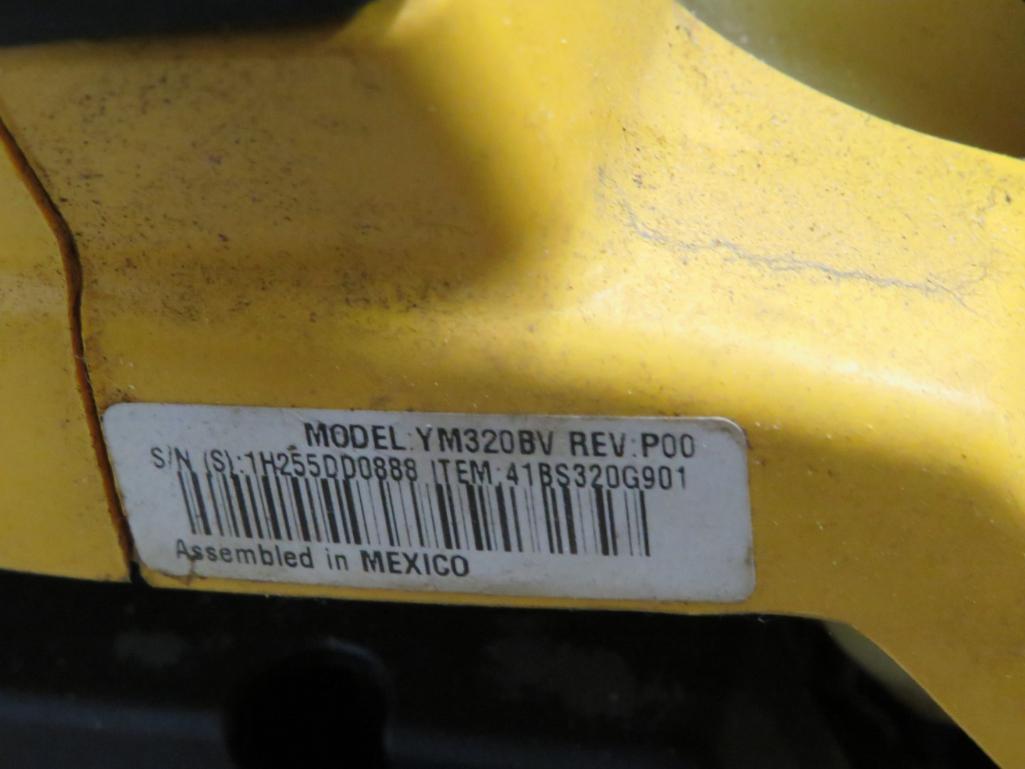 MODEL:YM320BV REV:P00
S/N (S):1H255DD0888 ITEM:41BS320G901
Assembled in MEXICO